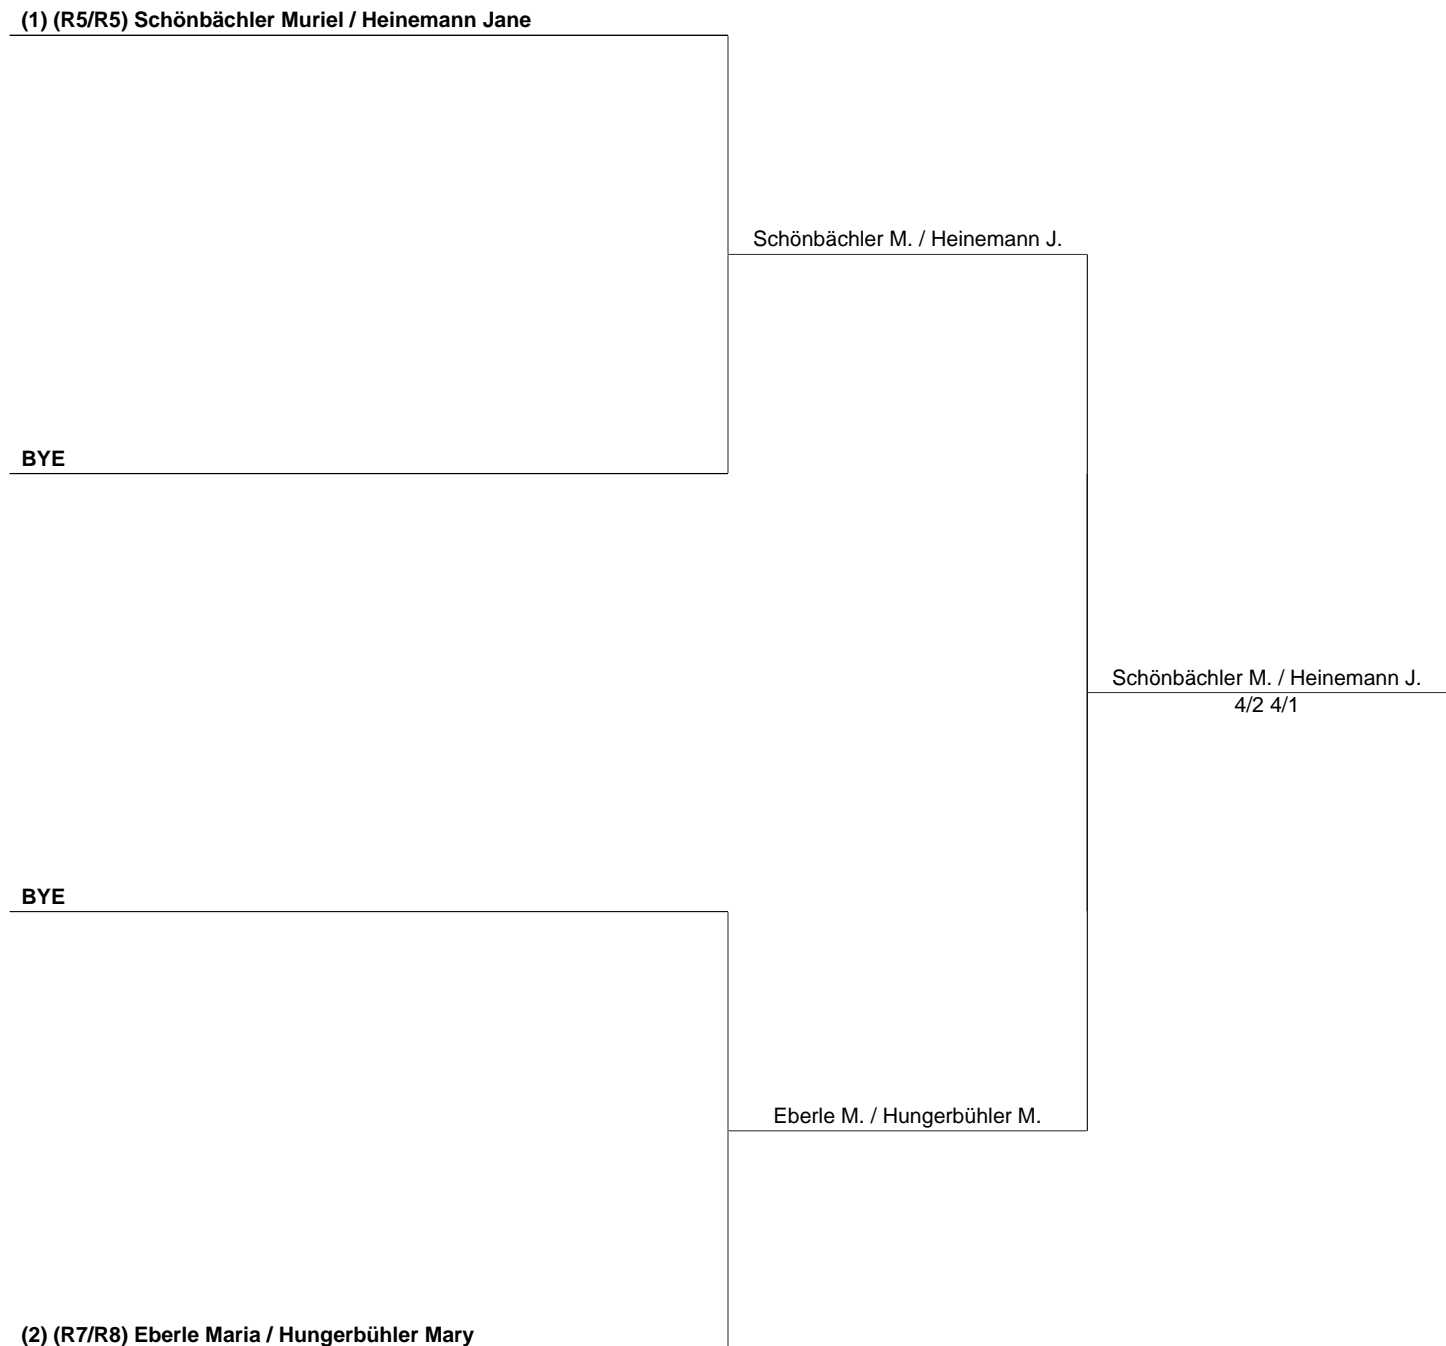 (1) (R5/R5) Schönbächler Muriel / Heinemann Jane
Schönbächler M. / Heinemann J.
BYE
Schönbächler M. / Heinemann J.
4/2 4/1
BYE
Eberle M. / Hungerbühler M.
(2) (R7/R8) Eberle Maria / Hungerbühler Mary